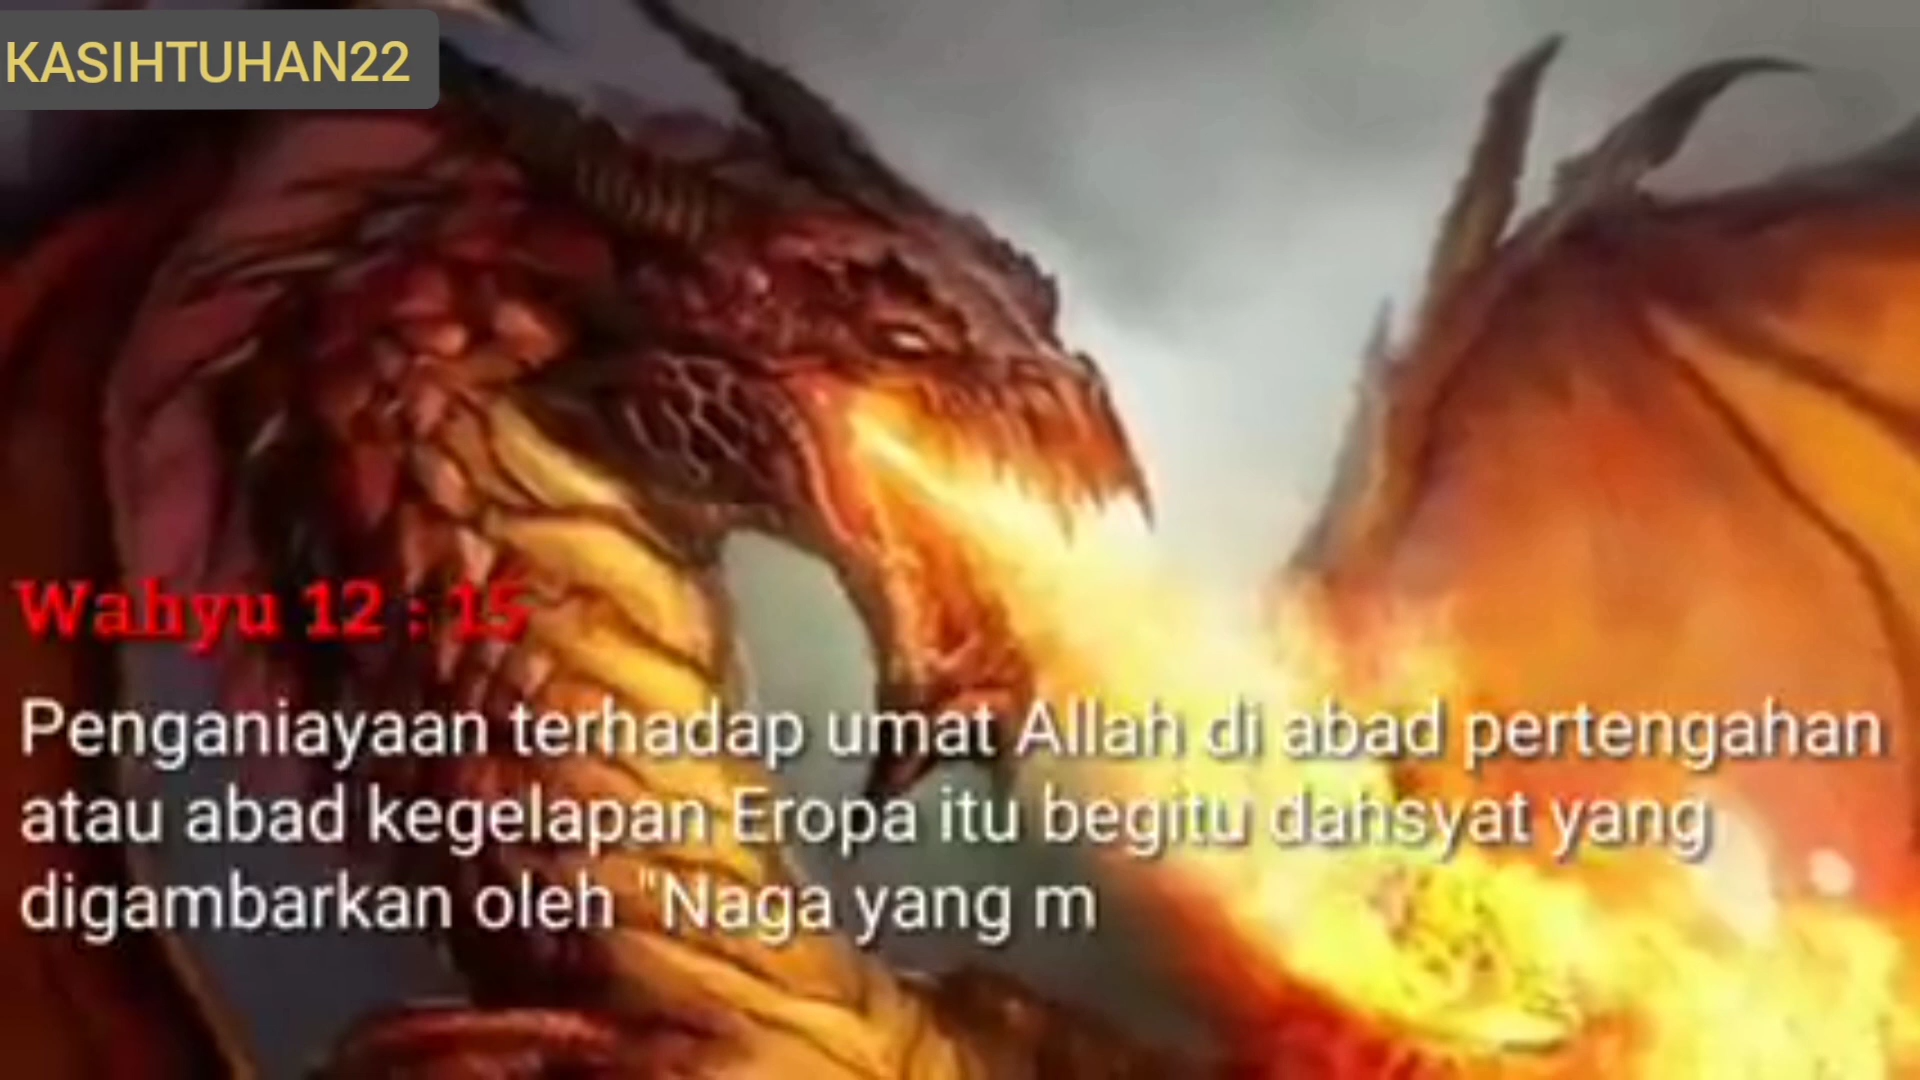 KASIHTUHAN22
Wahyu 12 : 15
Penganiayaan terhadap umat Allah di abad pertengahan
atau abad kegelapan Eropa itu begitu dahsyat yang
digambarkan oleh "Naga yang m